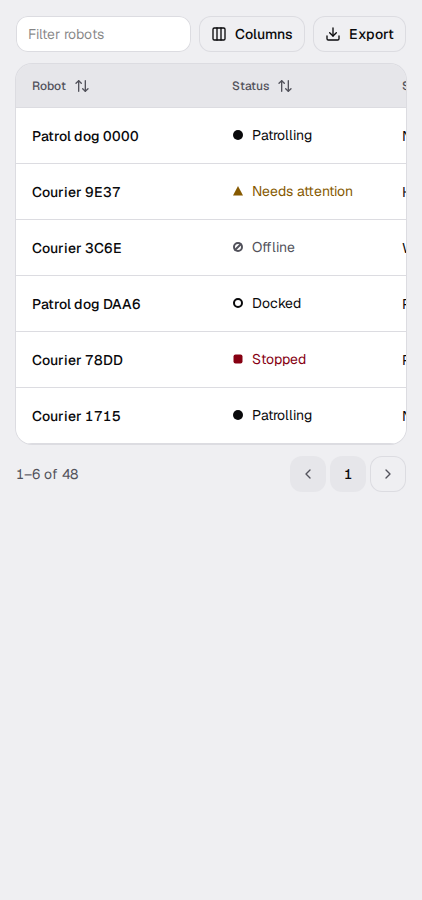 Filter robots
Columns
Export
Robot
Status
Patrol dog 0000
Patrolling
Courier 9E37
Needs attention
Courier 3C6E
Offline
Patrol dog DAA6
Docked
Courier 78DD
Stopped
Courier 1715
Patrolling
1–6 of 48
1